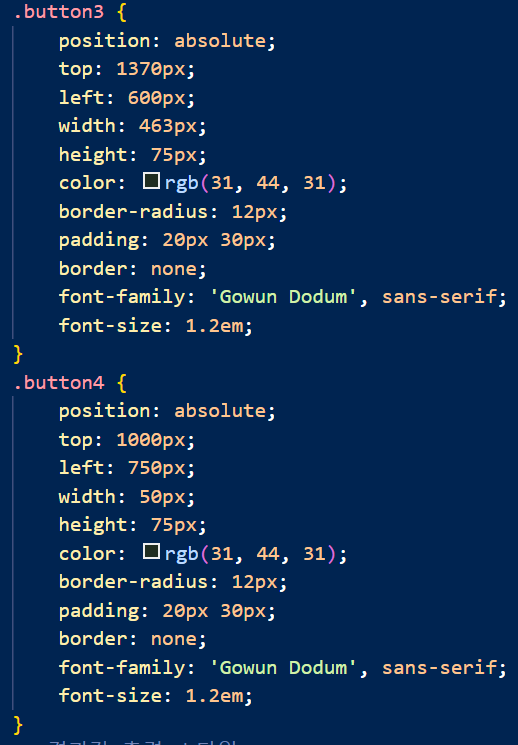 .button3 {
position: absolute;
top: 1370px;
left: 600px;
width: 463px;
height: 75px;
color: rgb(31, 44, 31);
border-radius: 12px;
padding: 20px 30px;
border: none;
font-family: 'Gowun Dodum', sans-serif;
font-size: 1.2em;
}
.button4 {
position: absolute;
top: 1000px;
left: 750px;
width: 50px;
height: 75px;
color: rgb(31, 44, 31);
border-radius: 12px;
padding: 20px 30px;
border: none;
font-family: 'Gowun Dodum', sans-serif;
font-size: 1.2em;
}